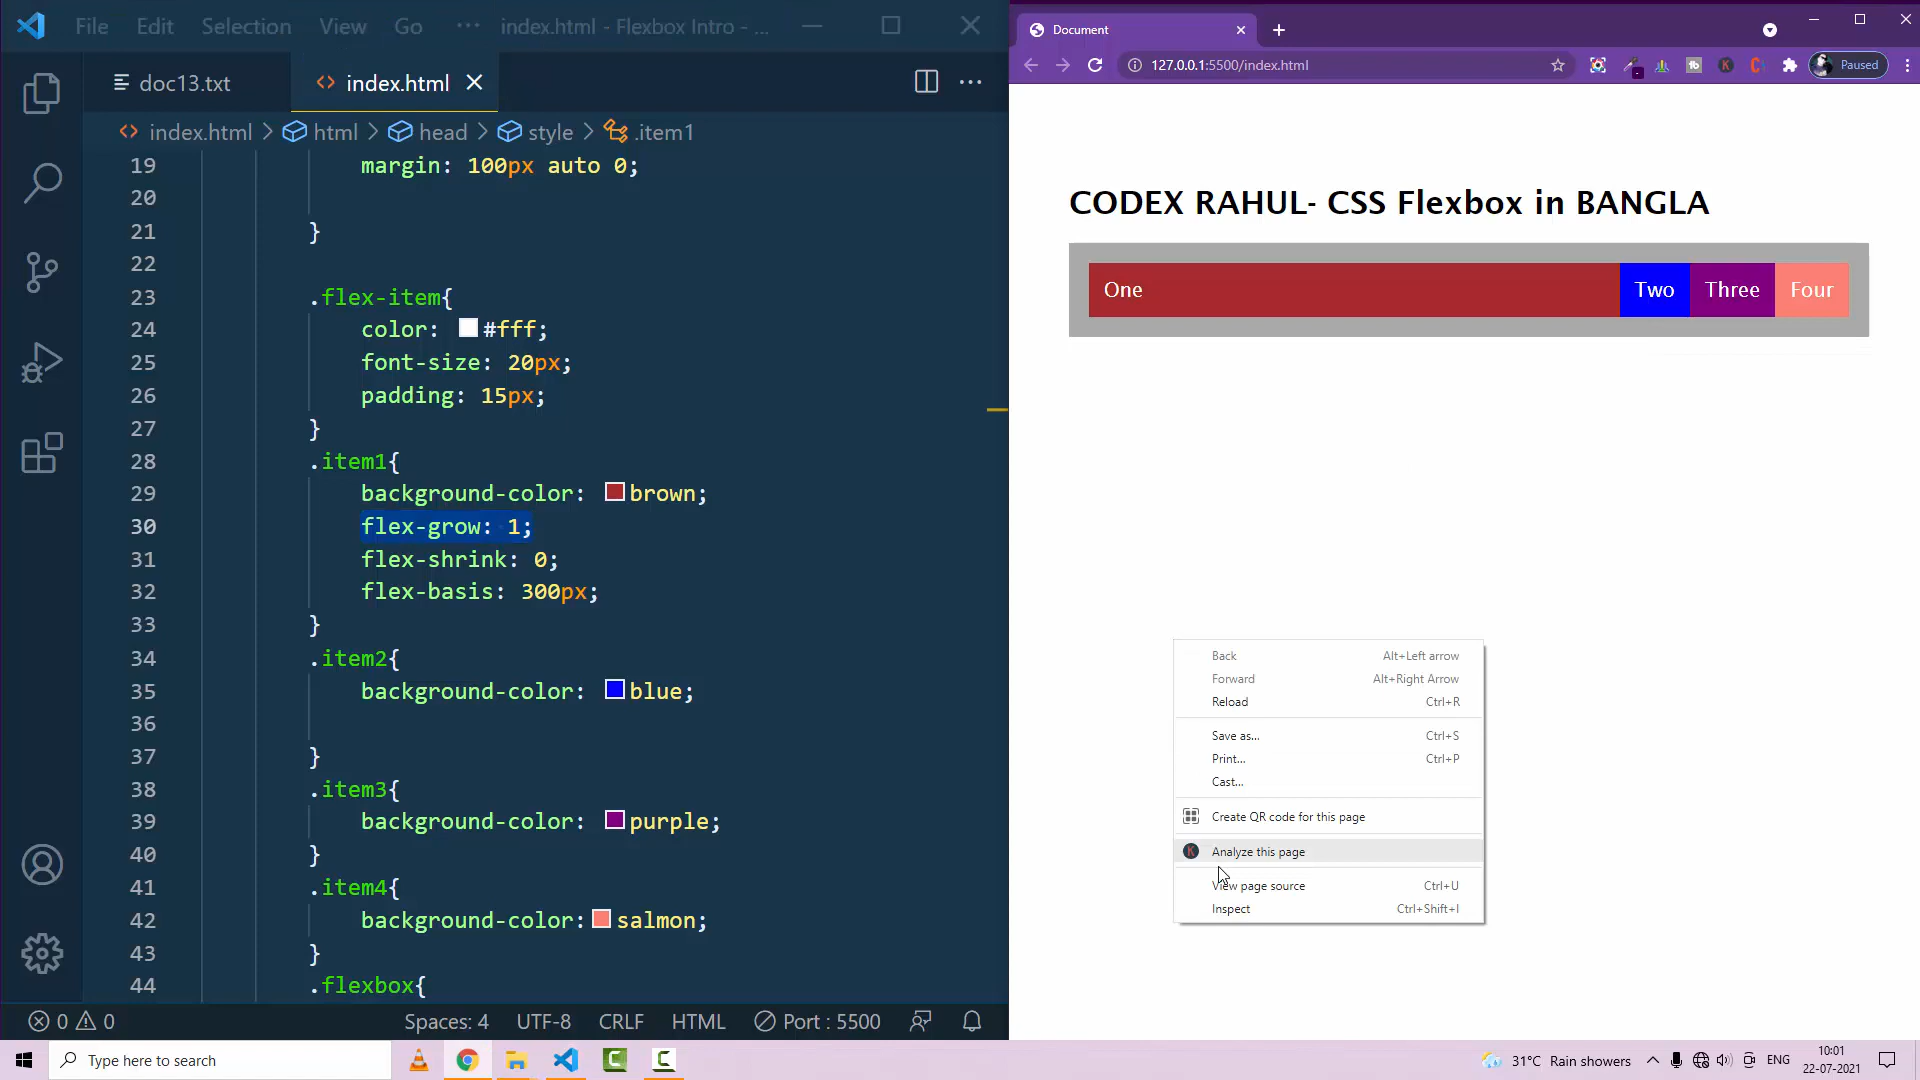 File Edit Selection View Go ··· index.html - Flexbox Intro - ...
doc13.txt index.html
index.html > html > head > style > .item1
19 margin: 100px auto 0;
20
21 }
22
23 .flex-item{
24 color: #fff;
25 font-size: 20px;
26 padding: 15px;
27 }
28 .item1{
29 background-color: brown;
30 flex-grow: 1;
31 flex-shrink: 0;
32 flex-basis: 300px;
33 }
34 .item2{
35 background-color: blue;
36
37 }
38 .item3{
39 background-color: purple;
40 }
41 .item4{
42 background-color: salmon;
43 }
44 .flexbox{
0 0 Spaces: 4 UTF-8 CRLF HTML Port : 5500
Document
127.0.0.1:5500/index.html Paused
CODEX RAHUL- CSS Flexbox in BANGLA
One Two Three Four
Back Alt+Left arrow
Forward Alt+Right Arrow
Reload Ctrl+R
Save as... Ctrl+S
Print... Ctrl+P
Cast...
Create QR code for this page
Analyze this page
View page source Ctrl+U
Inspect Ctrl+Shift+I
Type here to search
31°C Rain showers ENG 10:01
22-07-2021